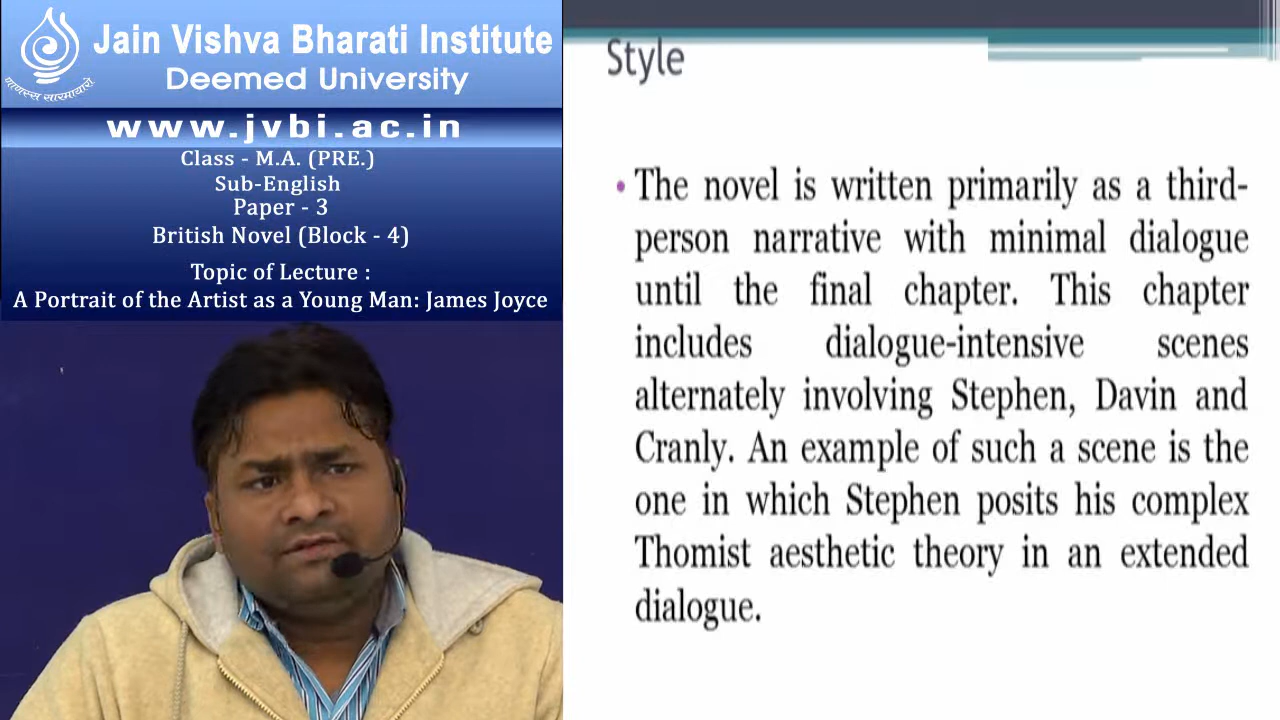 Jain Vishva Bharati Institute
Deemed University
www.jvbi.ac.in
Class - M.A. (PRE.)
Sub-English
Paper - 3
British Novel (Block - 4)
Topic of Lecture :
A Portrait of the Artist as a Young Man: James Joyce
Style
• The novel is written primarily as a third-
person narrative with minimal dialogue
until the final chapter. This chapter
includes dialogue-intensive scenes
alternately involving Stephen, Davin and
Cranly. An example of such a scene is the
one in which Stephen posits his complex
Thomist aesthetic theory in an extended
dialogue.